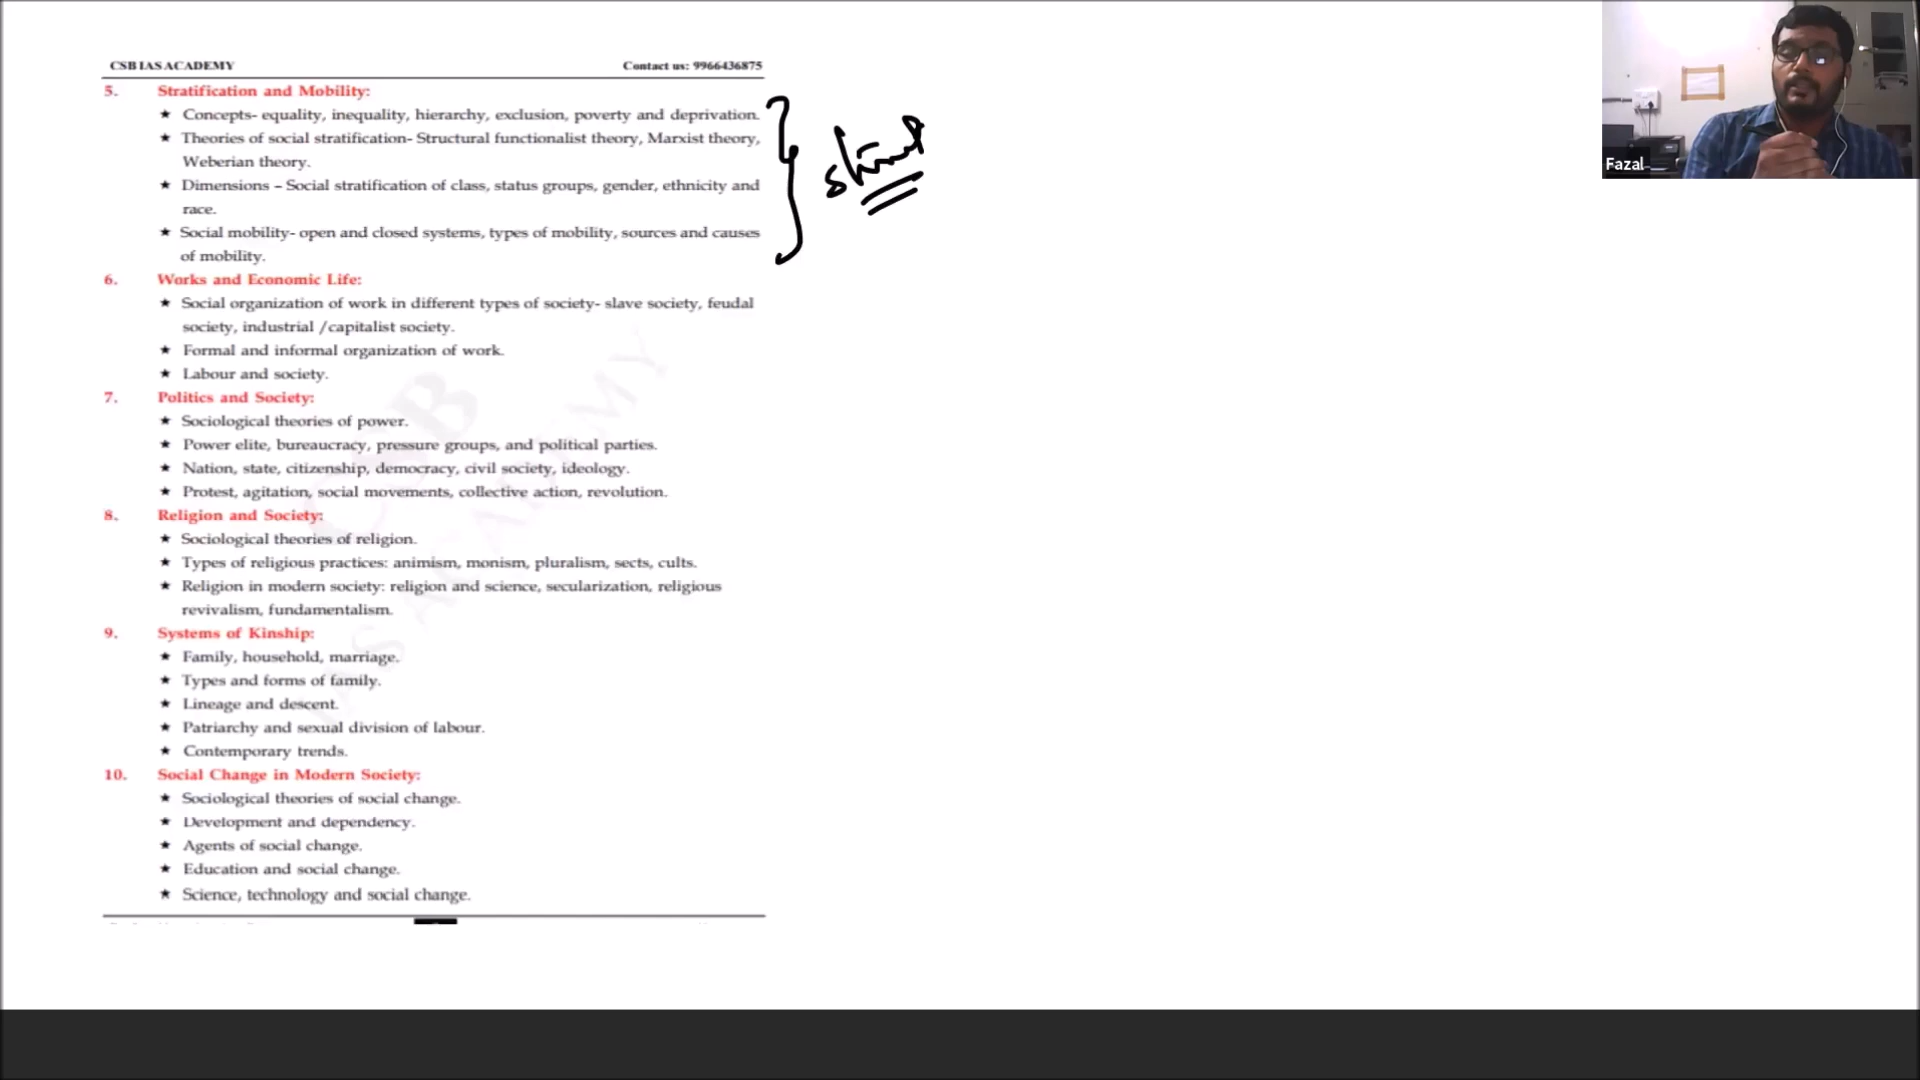 CSB IAS ACADEMY Contact us: 9966436875
5. Stratification and Mobility:
★ Concepts- equality, inequality, hierarchy, exclusion, poverty and deprivation.
★ Theories of social stratification- Structural functionalist theory, Marxist theory,
Weberian theory.
★ Dimensions – Social stratification of class, status groups, gender, ethnicity and
race.
★ Social mobility- open and closed systems, types of mobility, sources and causes
of mobility.
6. Works and Economic Life:
★ Social organization of work in different types of society- slave society, feudal
society, industrial /capitalist society.
★ Formal and informal organization of work.
★ Labour and society.
7. Politics and Society:
★ Sociological theories of power.
★ Power elite, bureaucracy, pressure groups, and political parties.
★ Nation, state, citizenship, democracy, civil society, ideology.
★ Protest, agitation, social movements, collective action, revolution.
8. Religion and Society:
★ Sociological theories of religion.
★ Types of religious practices: animism, monism, pluralism, sects, cults.
★ Religion in modern society: religion and science, secularization, religious
revivalism, fundamentalism.
9. Systems of Kinship:
★ Family, household, marriage.
★ Types and forms of family.
★ Lineage and descent.
★ Patriarchy and sexual division of labour.
★ Contemporary trends.
10. Social Change in Modern Society:
★ Sociological theories of social change.
★ Development and dependency.
★ Agents of social change.
★ Education and social change.
★ Science, technology and social change.
CSB
IAS ACADEMY
Fazal